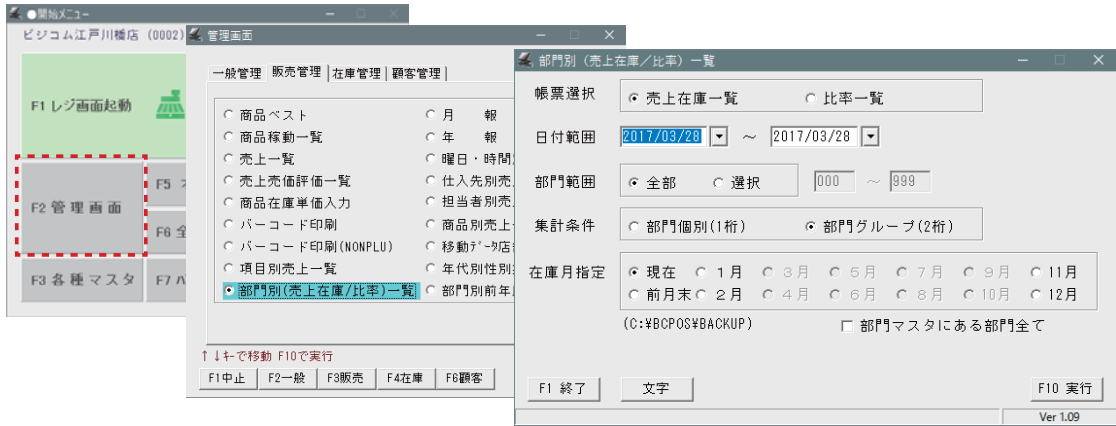 ●開始メニュー
ビジコム江戸川橋店 (0002)
F1 レジ画面起動
F2 管 理 画 面
F5
F6 全
F3 各 種 マ ス タ
F7 ハ
管理画面
一般管理 販売管理 在庫管理 顧客管理
商品ベスト
商品稼動一覧
売上一覧
売上売価評価一覧
商品在庫単価入力
バーコード印刷
バーコード印刷(NONPLU)
項目別売上一覧
部門別(売上在庫/比率)一覧
月 報
年 報
曜日・時間
仕入先別売
担当者別売
商品別売上
移動ﾃﾞｰﾀ店
年代別性別
部門別前年
↑↓ｷｰで移動 F10で実行
F1中止 F2一般 F3販売 F4在庫 F6顧客
部門別 (売上在庫/比率) 一覧
帳票選択 売上在庫一覧 比率一覧
日付範囲 2017/03/28 ～ 2017/03/28
部門範囲 全部 選択 000 ～ 999
集計条件 部門個別(1桁) 部門グループ(2桁)
在庫月指定 現在 1月 3月 5月 7月 9月 11月
前月末 2月 4月 6月 8月 10月 12月
(C:¥BCPOS¥BACKUP) 部門マスタにある部門全て
F1 終了 文字 F10 実行
Ver 1.09